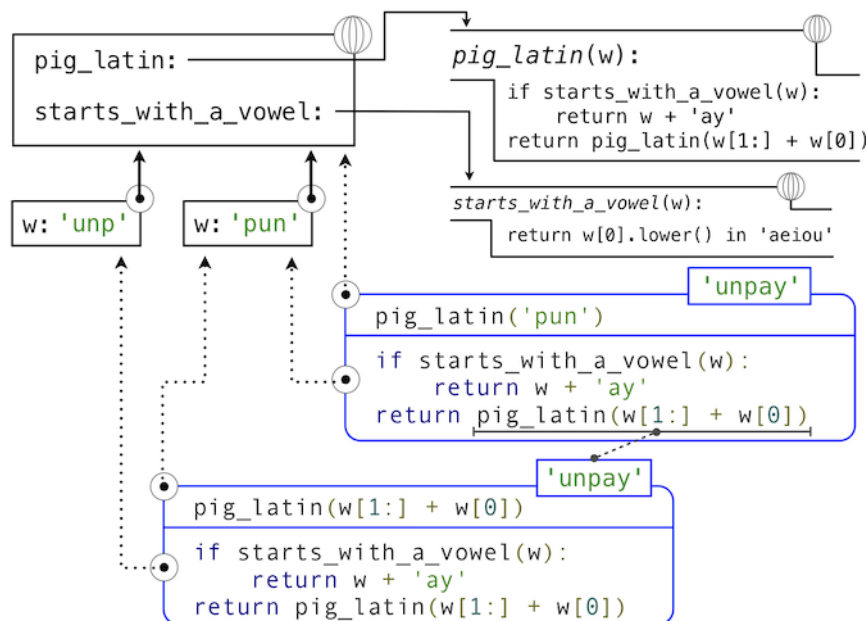 pig_latin:
starts_with_a_vowel:
pig_latin(w):
if starts_with_a_vowel(w):
return w + 'ay'
return pig_latin(w[1:] + w[0])
starts_with_a_vowel(w):
return w[0].lower() in 'aeiou'
w: 'unp'
w: 'pun'
'unpay'
pig_latin('pun')
if starts_with_a_vowel(w):
return w + 'ay'
return pig_latin(w[1:] + w[0])
'unpay'
pig_latin(w[1:] + w[0])
if starts_with_a_vowel(w):
return w + 'ay'
return pig_latin(w[1:] + w[0])